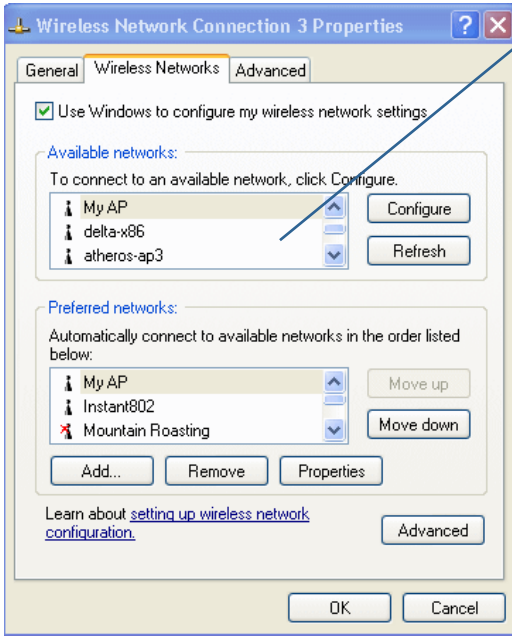 Wireless Network Connection 3 Properties
General Wireless Networks Advanced
Use Windows to configure my wireless network settings
Available networks:
To connect to an available network, click Configure.
My AP
delta-x86
atheros-ap3
Configure
Refresh
Preferred networks:
Automatically connect to available networks in the order listed
below:
My AP
Instant802
Mountain Roasting
Move up
Move down
Add... Remove Properties
Learn about setting up wireless network
configuration.
Advanced
OK Cancel